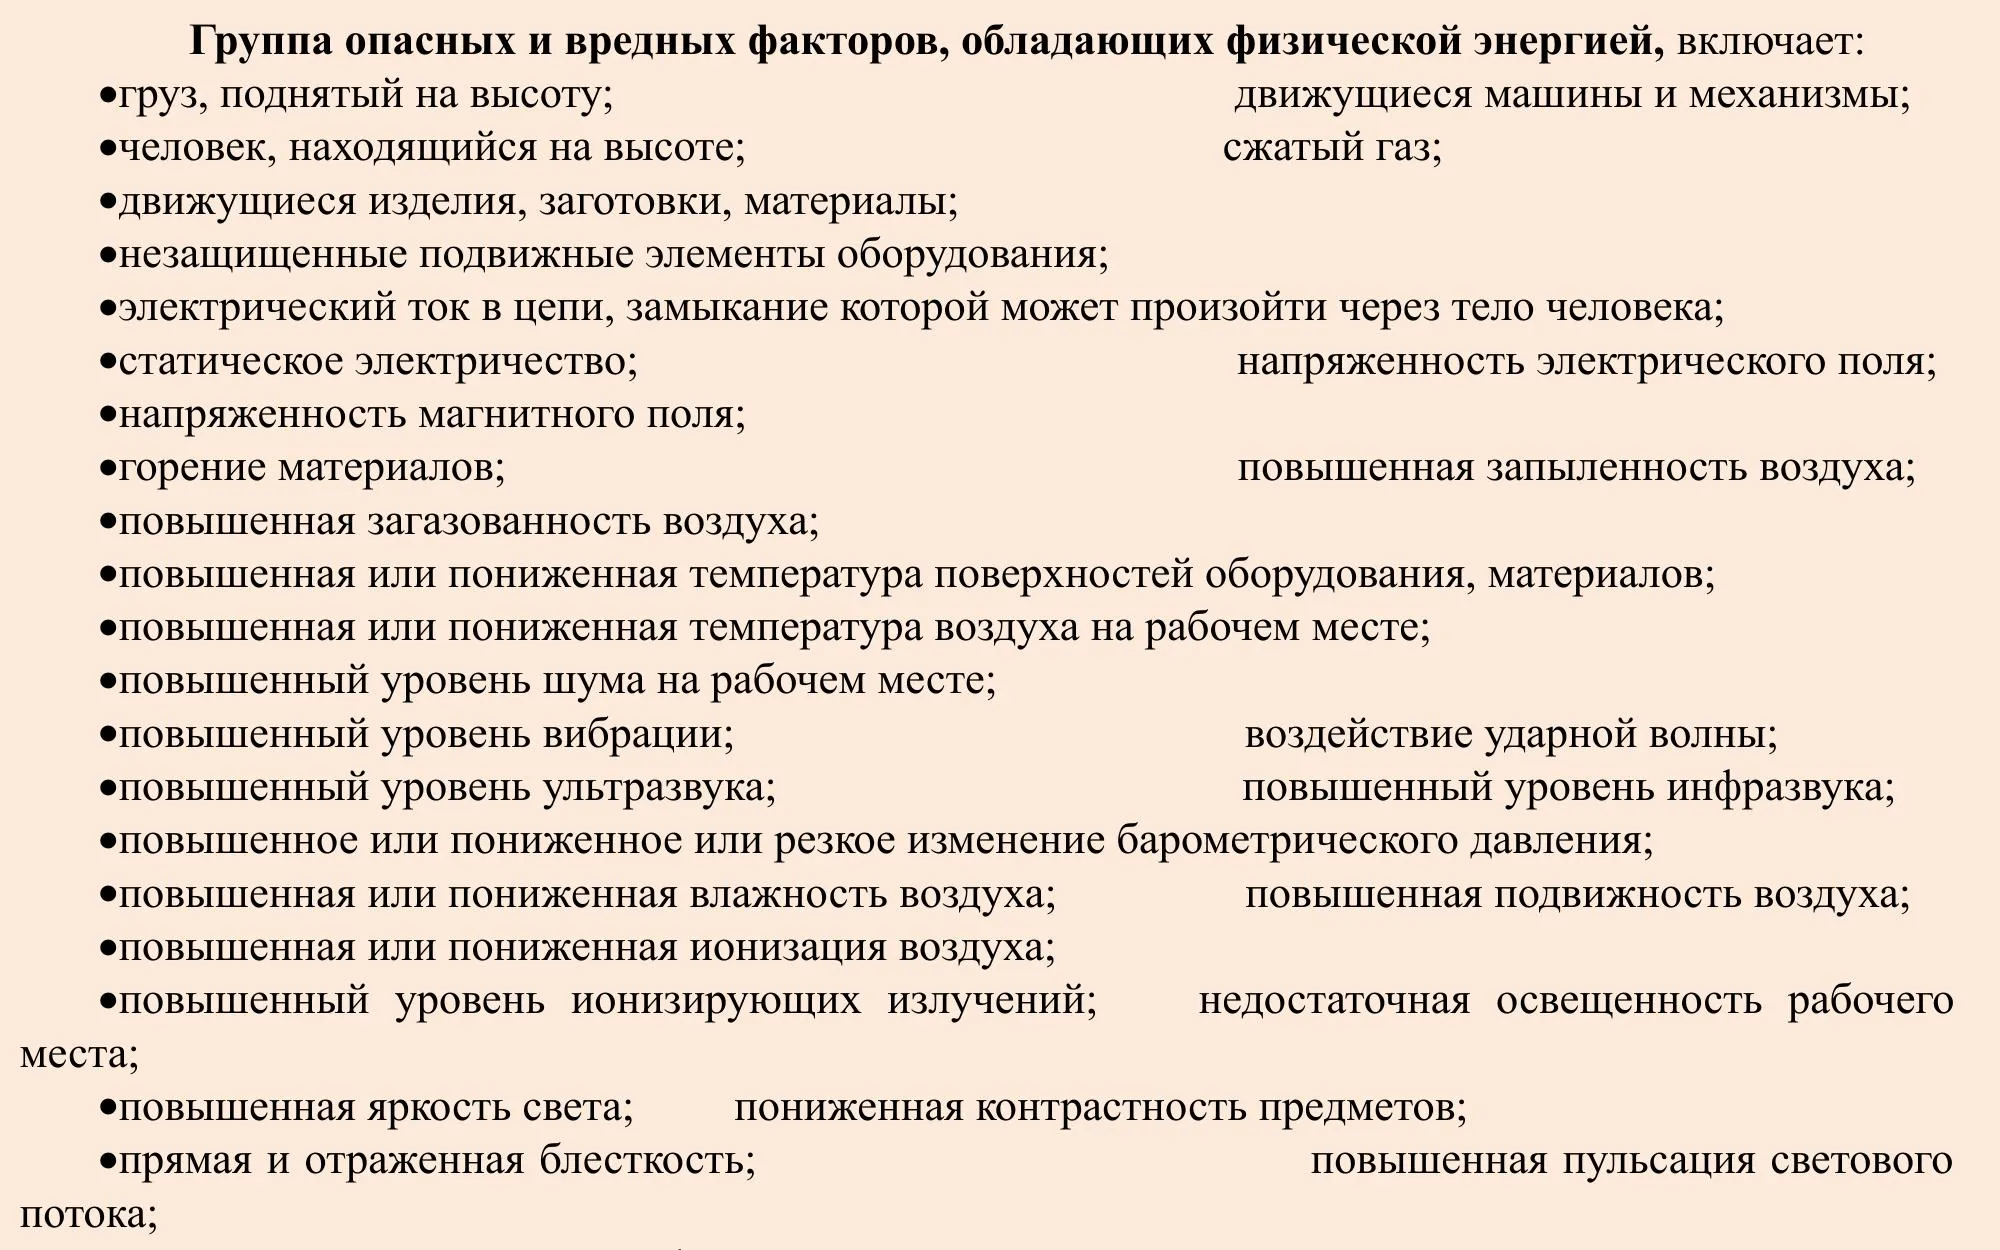 Группа опасных и вредных факторов, обладающих физической энергией, включает:
•груз, поднятый на высоту; движущиеся машины и механизмы;
•человек, находящийся на высоте; сжатый газ;
•движущиеся изделия, заготовки, материалы;
•незащищенные подвижные элементы оборудования;
•электрический ток в цепи, замыкание которой может произойти через тело человека;
•статическое электричество; напряженность электрического поля;
•напряженность магнитного поля;
•горение материалов; повышенная запыленность воздуха;
•повышенная загазованность воздуха;
•повышенная или пониженная температура поверхностей оборудования, материалов;
•повышенная или пониженная температура воздуха на рабочем месте;
•повышенный уровень шума на рабочем месте;
•повышенный уровень вибрации; воздействие ударной волны;
•повышенный уровень ультразвука; повышенный уровень инфразвука;
•повышенное или пониженное или резкое изменение барометрического давления;
•повышенная или пониженная влажность воздуха; повышенная подвижность воздуха;
•повышенная или пониженная ионизация воздуха;
•повышенный уровень ионизирующих излучений; недостаточная освещенность рабочего
места;
•повышенная яркость света; пониженная контрастность предметов;
•прямая и отраженная блесткость; повышенная пульсация светового
потока;